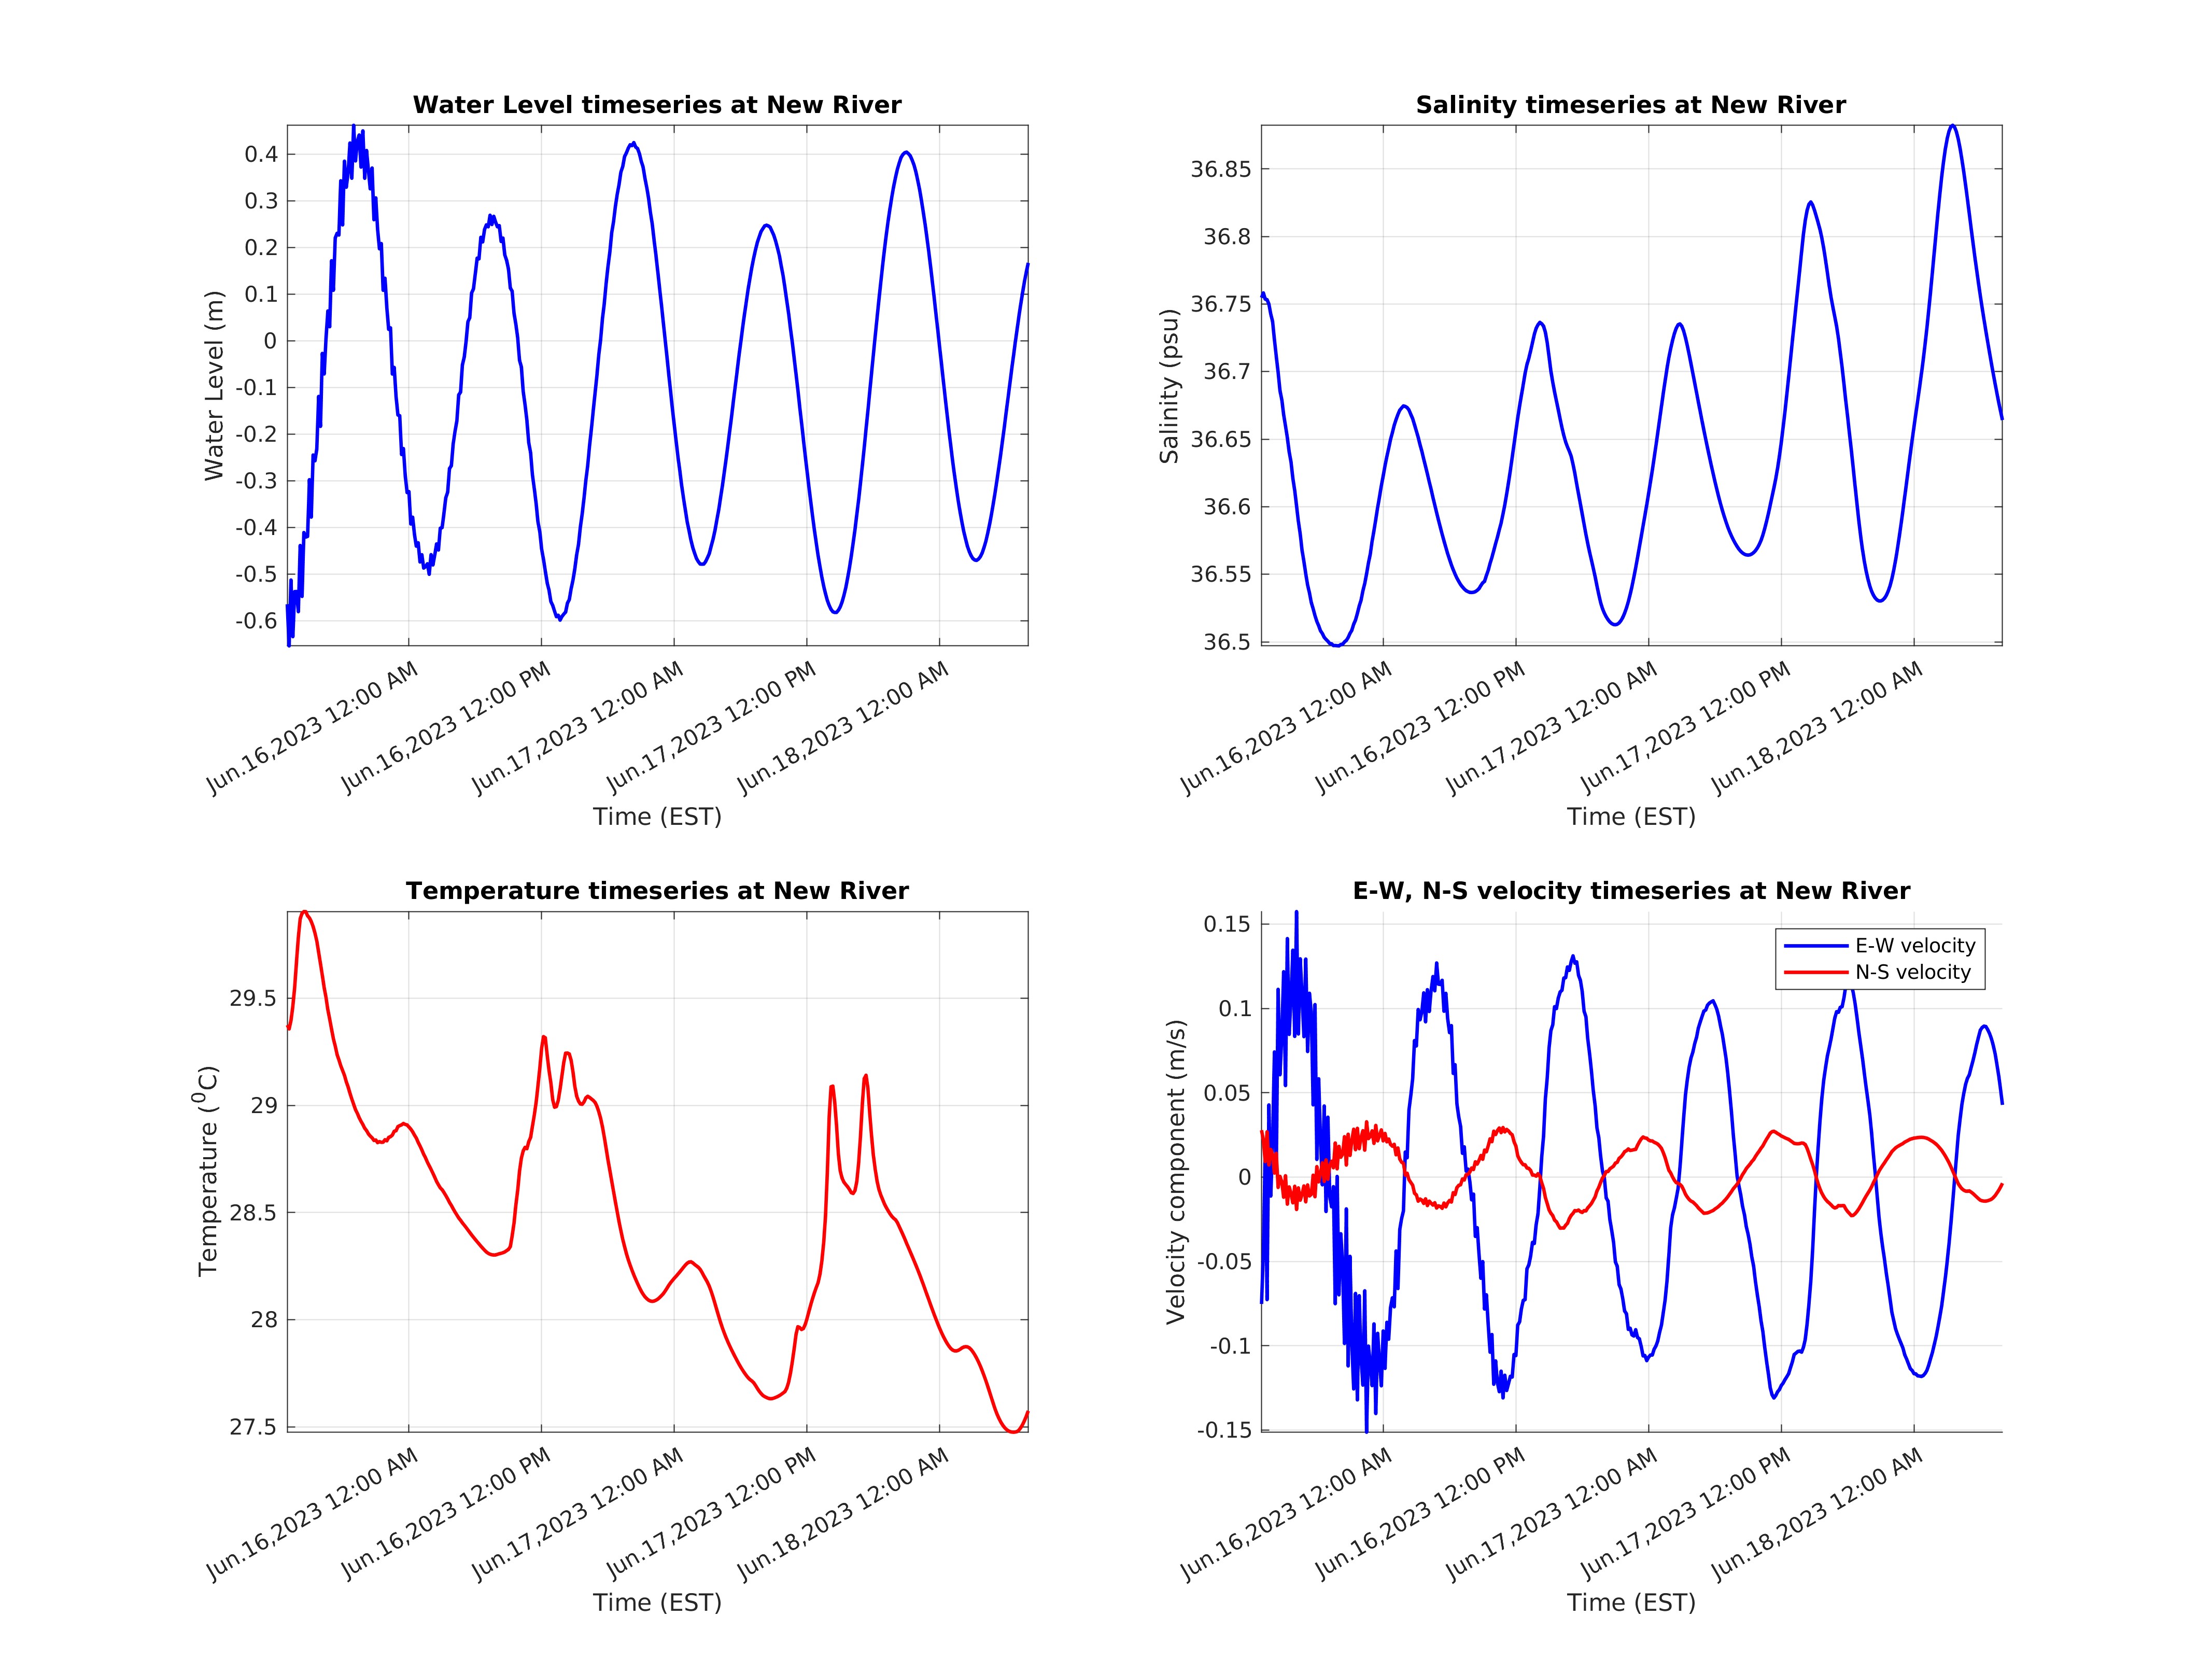 Water Level timeseries at New River
Water Level (m)
0.4
0.3
0.2
0.1
0
-0.1
-0.2
-0.3
-0.4
-0.5
-0.6
Jun.16,2023 12:00 AM
Jun.16,2023 12:00 PM
Jun.17,2023 12:00 AM
Jun.17,2023 12:00 PM
Jun.18,2023 12:00 AM
Time (EST)
Salinity timeseries at New River
Salinity (psu)
36.85
36.8
36.75
36.7
36.65
36.6
36.55
36.5
Jun.16,2023 12:00 AM
Jun.16,2023 12:00 PM
Jun.17,2023 12:00 AM
Jun.17,2023 12:00 PM
Jun.18,2023 12:00 AM
Time (EST)
Temperature timeseries at New River
Temperature (⁰C)
29.5
29
28.5
28
27.5
Jun.16,2023 12:00 AM
Jun.16,2023 12:00 PM
Jun.17,2023 12:00 AM
Jun.17,2023 12:00 PM
Jun.18,2023 12:00 AM
Time (EST)
E-W, N-S velocity timeseries at New River
Velocity component (m/s)
0.15
0.1
0.05
0
-0.05
-0.1
-0.15
E-W velocity
N-S velocity
Jun.16,2023 12:00 AM
Jun.16,2023 12:00 PM
Jun.17,2023 12:00 AM
Jun.17,2023 12:00 PM
Jun.18,2023 12:00 AM
Time (EST)